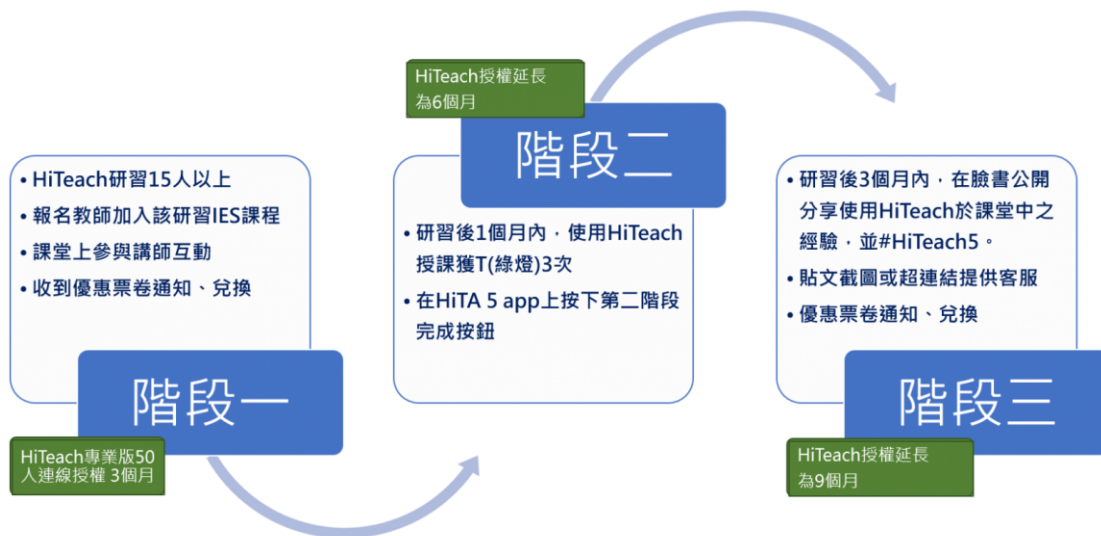 • HiTeach研習15人以上
• 報名教師加入該研習IES課程
• 課堂上參與講師互動
• 收到優惠票卷通知、兌換
階段一
HiTeach專業版50
人連線授權 3個月
HiTeach授權延長
為6個月
階段二
• 研習後1個月內，使用HiTeach
授課獲T(綠燈)3次
• 在HiTA 5 app上按下第二階段
完成按鈕
• 研習後3個月內，在臉書公開
分享使用HiTeach於課堂中之
經驗，並#HiTeach5。
• 貼文截圖或超連結提供客服
• 優惠票卷通知、兌換
階段三
HiTeach授權延長
為9個月